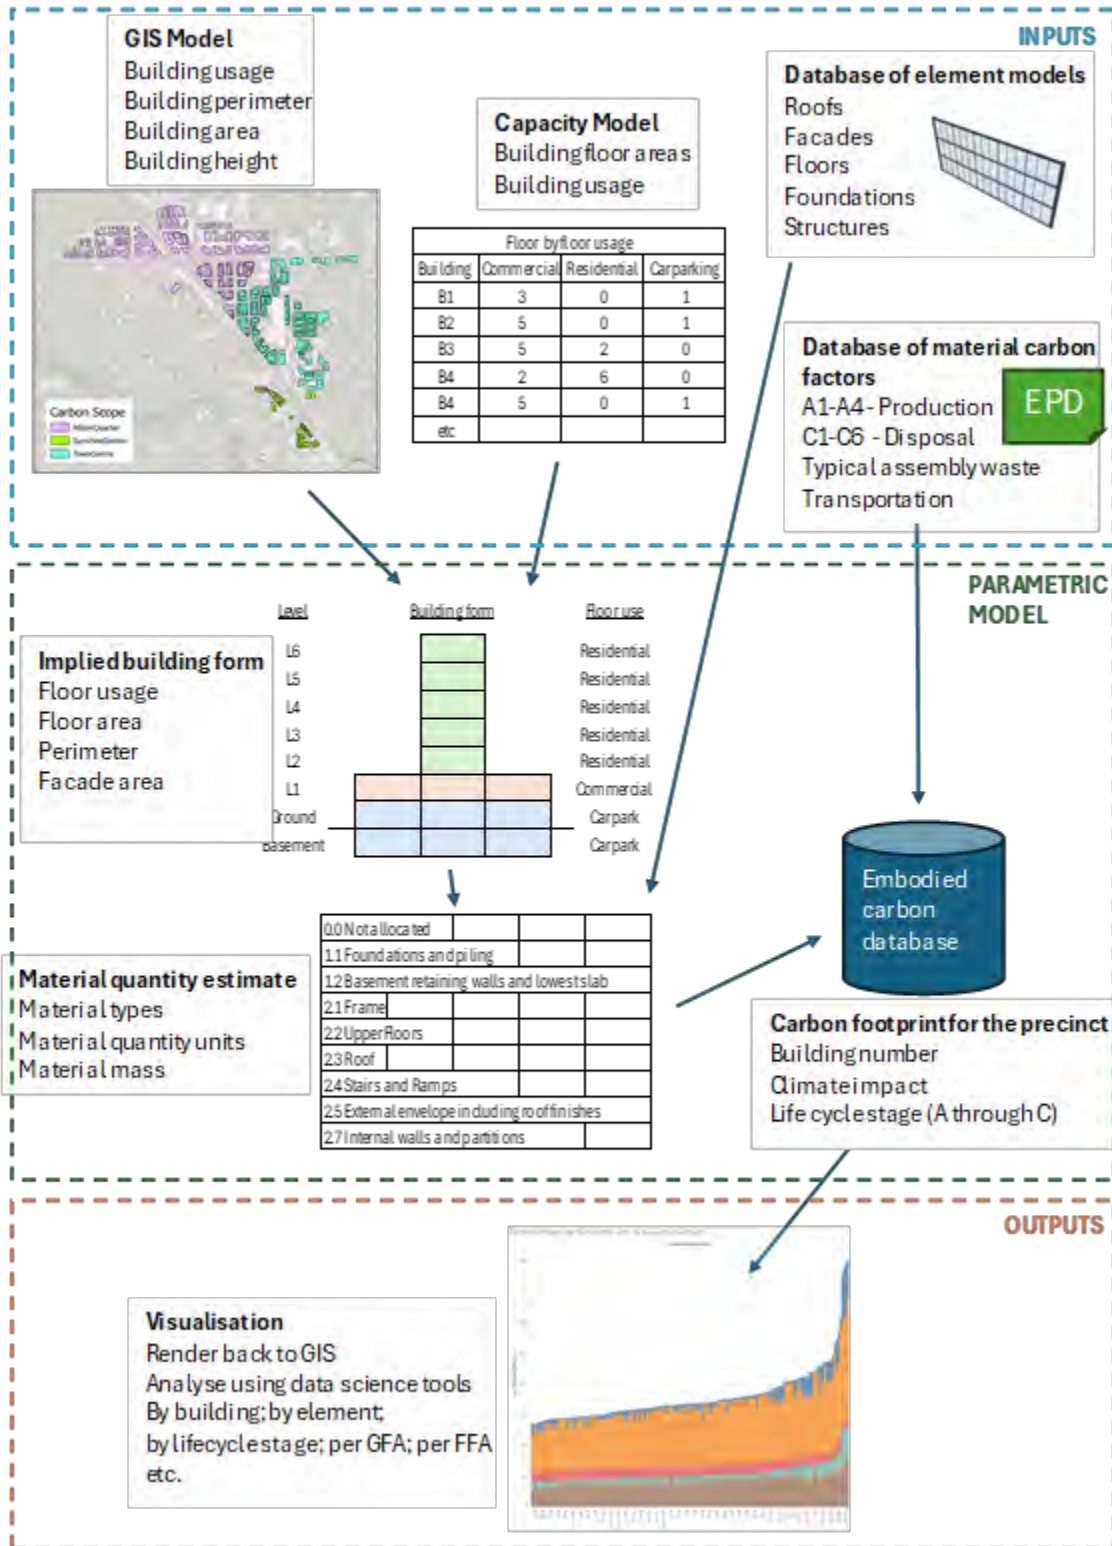 INPUTS
GIS Model
Building usage
Building perimeter
Building area
Building height
Capacity Model
Building floor areas
Building usage
Database of element models
Roofs
Facades
Floors
Foundations
Structures
Floor by floor usage
Building Commercial Residential Carparking
B1 3 0 1
B2 5 0 1
B3 5 2 0
B4 2 6 0
B4 5 0 1
etc
Carbon Scope
Database of material carbon
factors
A1-A4 - Production
C1-C6 - Disposal
Typical assembly waste
Transportation
EPD
PARAMETRIC
MODEL
Level Building form Floor use
L6 Residential
L5 Residential
L4 Residential
L3 Residential
L2 Residential
L1 Commercial
Ground Carpark
Basement Carpark
Implied building form
Floor usage
Floor area
Perimeter
Facade area
Embodied
carbon
database
0.0 Not allocated
1.1 Foundations and piling
1.2 Basement retaining walls and lowest slab
2.1 Frame
2.2 Upper Floors
2.3 Roof
2.4 Stairs and Ramps
2.5 External envelope including roof finishes
2.7 Internal walls and partitions
Material quantity estimate
Material types
Material quantity units
Material mass
Carbon footprint for the precinct
Building number
Climate impact
Life cycle stage (A through C)
OUTPUTS
Visualisation
Render back to GIS
Analyse using data science tools
By building; by element;
by lifecycle stage; per GFA; per FFA
etc.